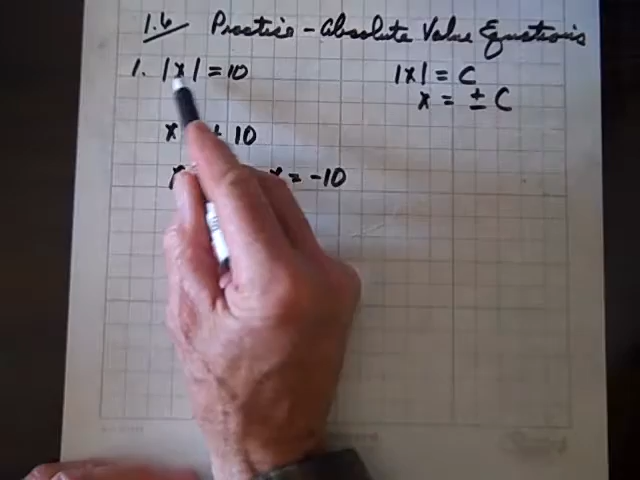 1.6 Practice - Absolute Value Equations
1. |x| = 10
|x| = C
x = ± C
x 10
x x = -10